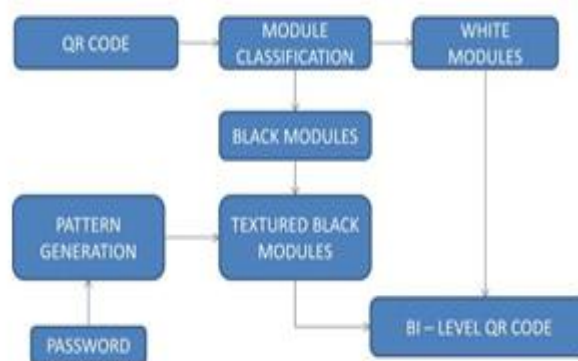 QR CODE
MODULE
CLASSIFICATION
WHITE
MODULES
BLACK MODULES
PATTERN
GENERATION
TEXTURED BLACK
MODULES
PASSWORD
BI – LEVEL QR CODE